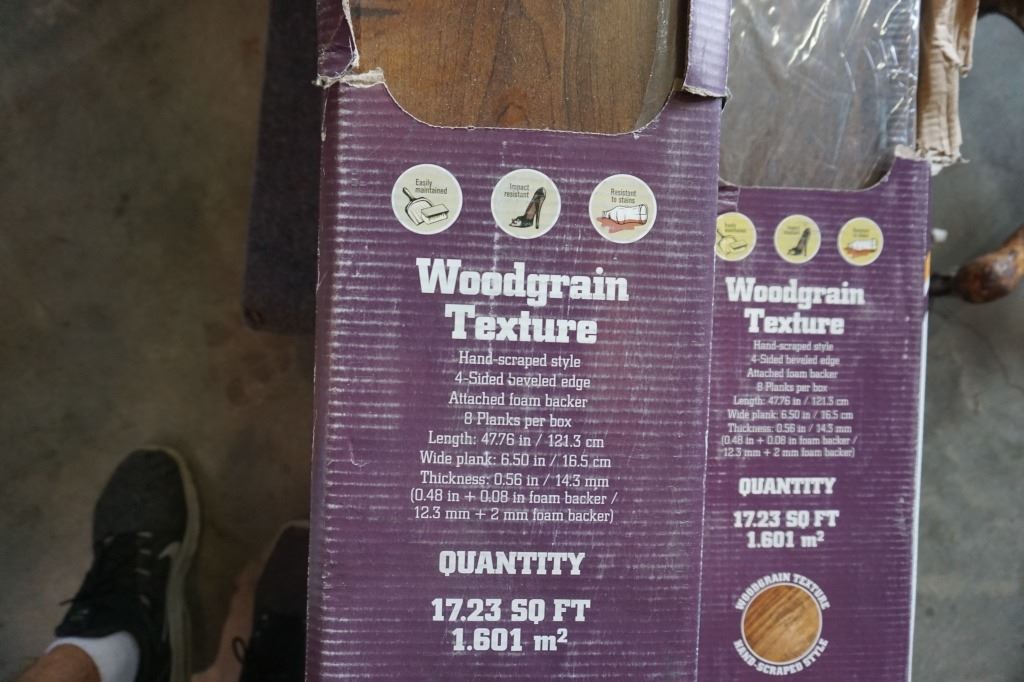 Easily
maintained
Impact
resistant
Resistant
to stains
Woodgrain
Texture
Hand-scraped style
4-Sided beveled edge
Attached foam backer
8 Planks per box
Length: 47.76 in / 121.3 cm
Wide plank: 6.50 in / 16.5 cm
Thickness: 0.56 in / 14.3 mm
(0.48 in + 0.08 in foam backer /
12.3 mm + 2 mm foam backer)
QUANTITY
17.23 SQ FT
1.601 m²
Easily
maintained
Impact
resistant
Resistant
to stains
Woodgrain
Texture
Hand-scraped style
4-Sided beveled edge
Attached foam backer
8 Planks per box
Length: 47.76 in / 121.3 cm
Wide plank: 6.50 in / 16.5 cm
Thickness: 0.56 in / 14.3 mm
(0.48 in + 0.08 in foam backer /
12.3 mm + 2 mm foam backer)
QUANTITY
17.23 SQ FT
1.601 m²
WOODGRAIN TEXTURE
HAND-SCRAPED STYLE